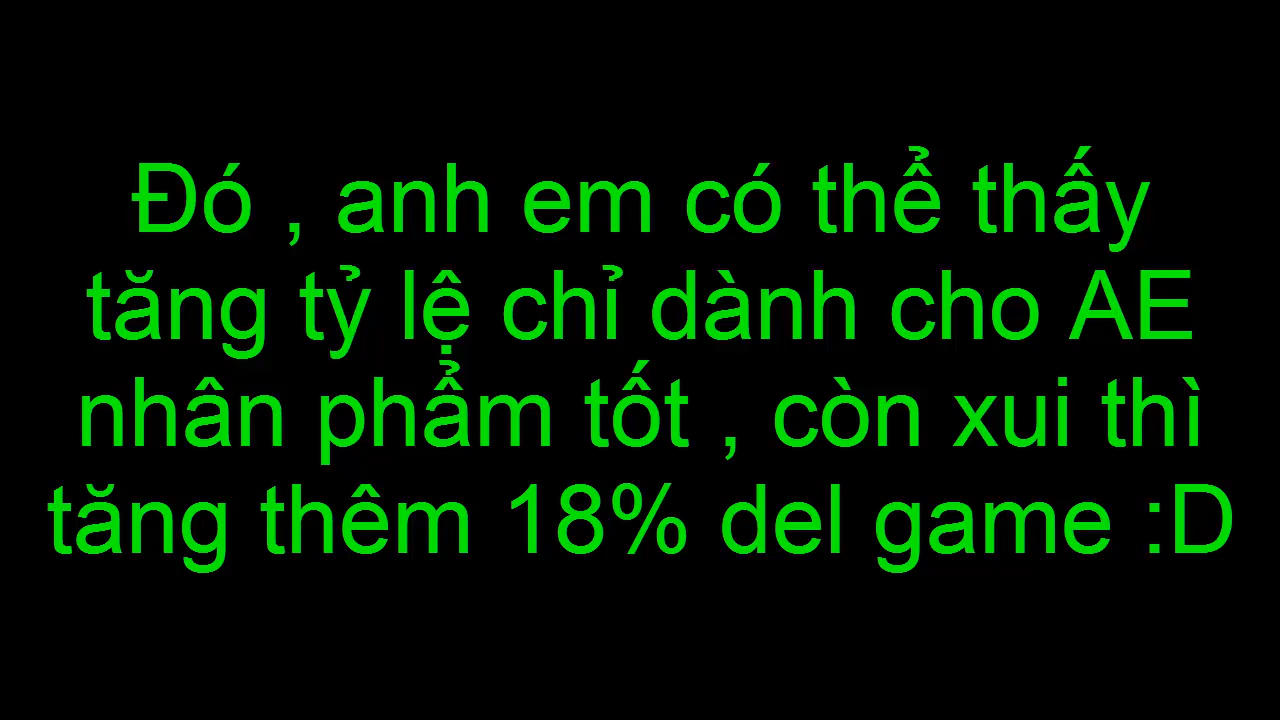 Đó , anh em có thể thấy
tăng tỷ lệ chỉ dành cho AE
nhân phẩm tốt , còn xui thì
tăng thêm 18% del game :D